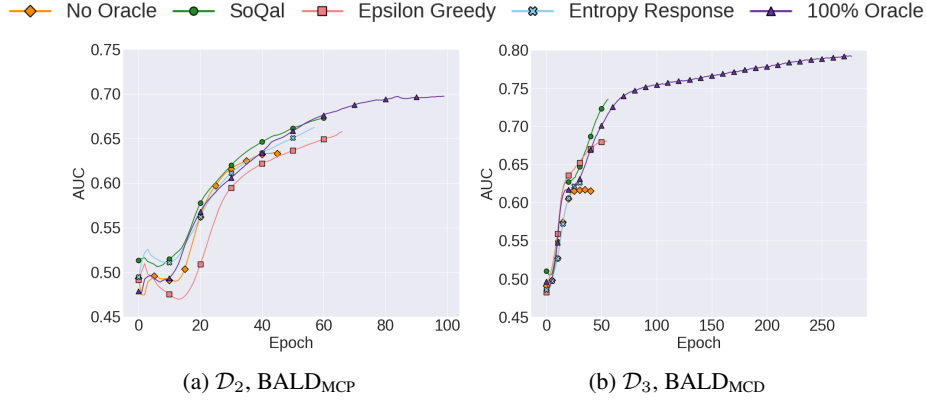 No Oracle SoQal Epsilon Greedy Entropy Response 100% Oracle
0.75
0.70
0.65
0.60
0.55
0.50
0.45
AUC
0 20 40 60 80 100
Epoch
(a) D2, BALDMCP
0.80
0.75
0.70
0.65
0.60
0.55
0.50
0.45
AUC
0 50 100 150 200 250
Epoch
(b) D3, BALDMCD